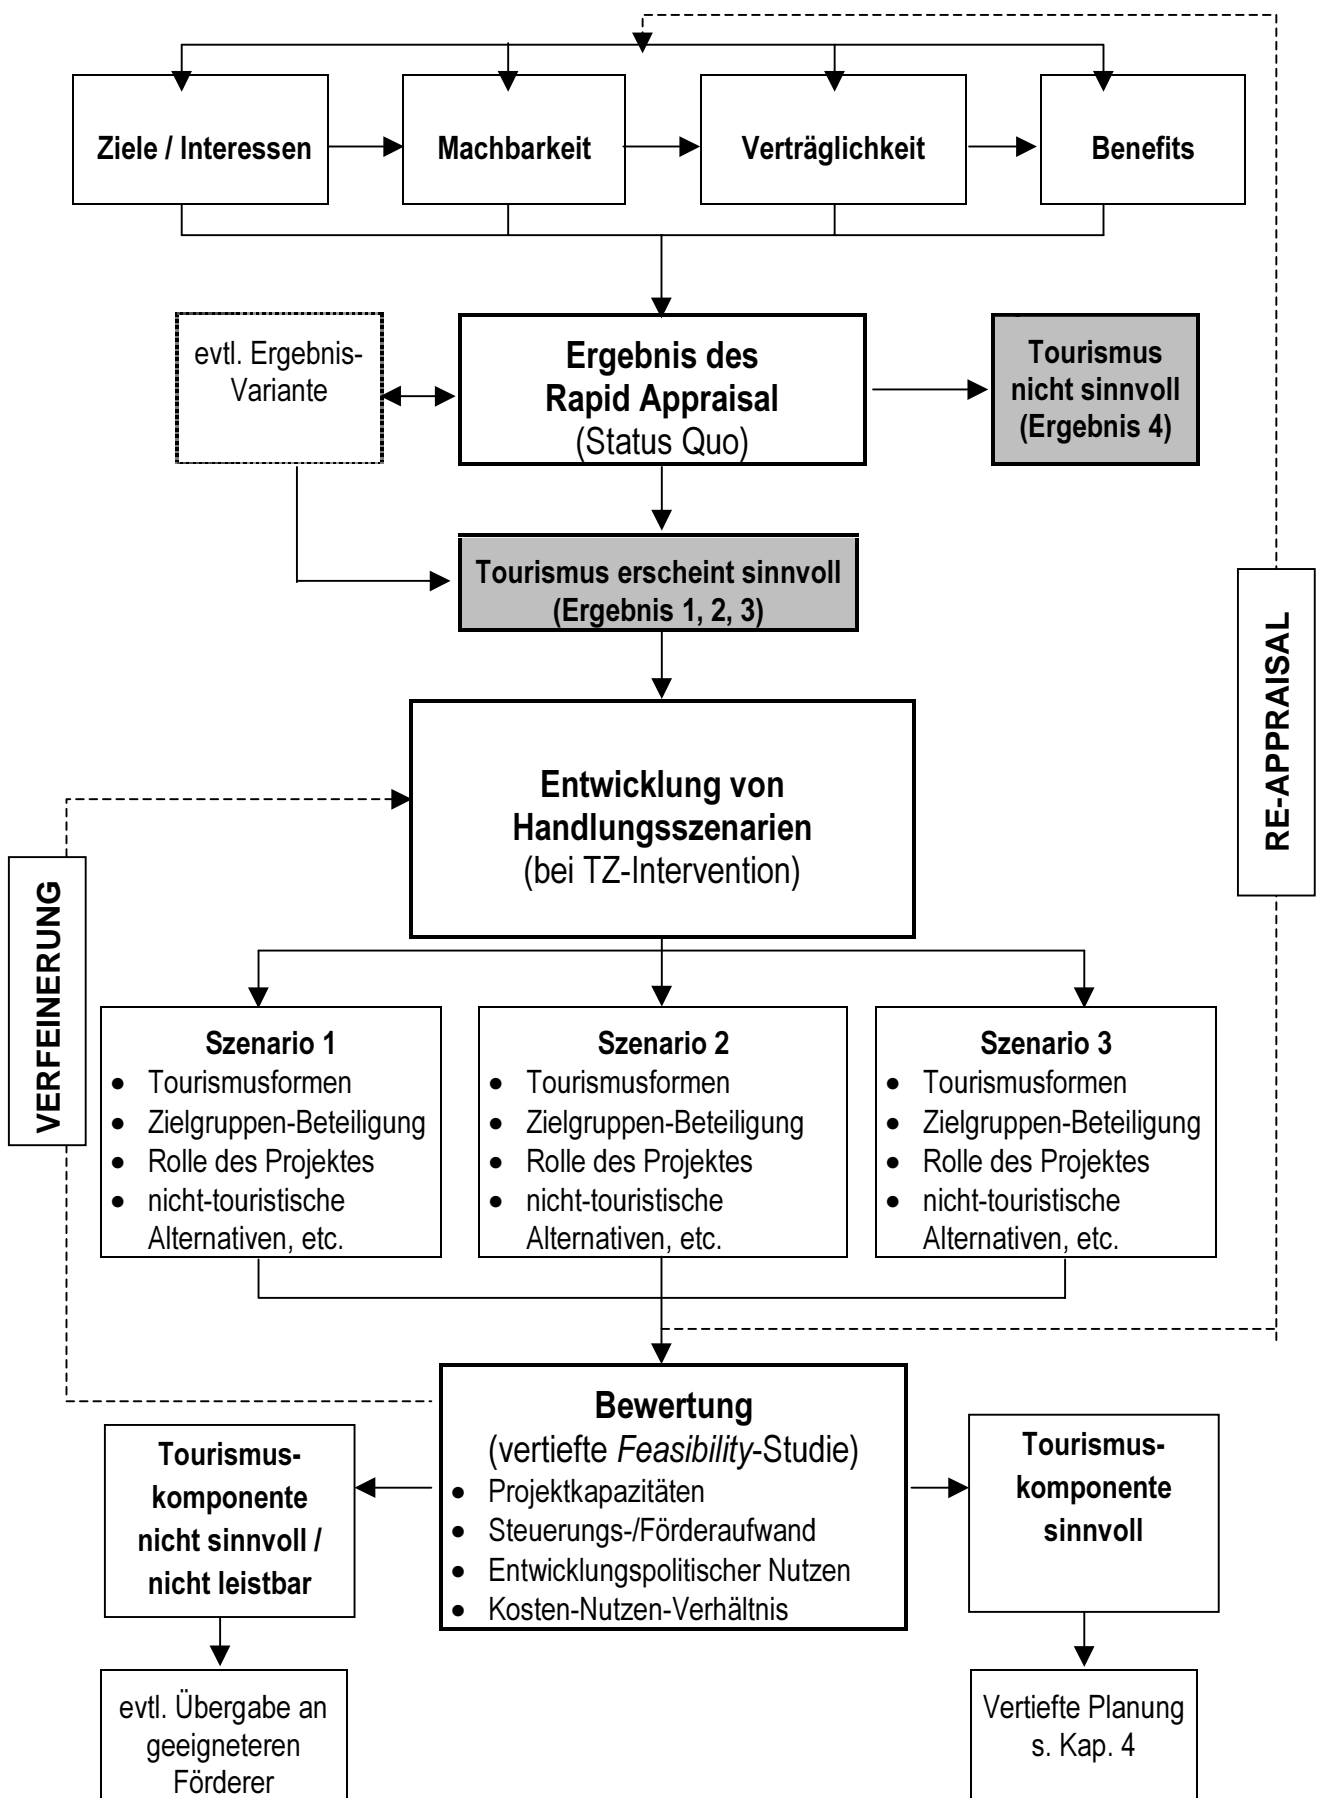 Ziele / Interessen
Machbarkeit
Verträglichkeit
Benefits
evtl. Ergebnis-
Variante
Ergebnis des
Rapid Appraisal
(Status Quo)
Tourismus
nicht sinnvoll
(Ergebnis 4)
Tourismus erscheint sinnvoll
(Ergebnis 1, 2, 3)
RE-APPRAISAL
Entwicklung von
Handlungsszenarien
(bei TZ-Intervention)
VERFEINERUNG
Szenario 1
• Tourismusformen
• Zielgruppen-Beteiligung
• Rolle des Projektes
• nicht-touristische
Alternativen, etc.
Szenario 2
• Tourismusformen
• Zielgruppen-Beteiligung
• Rolle des Projektes
• nicht-touristische
Alternativen, etc.
Szenario 3
• Tourismusformen
• Zielgruppen-Beteiligung
• Rolle des Projektes
• nicht-touristische
Alternativen, etc.
Tourismus-
komponente
nicht sinnvoll /
nicht leistbar
Bewertung
(vertiefte Feasibility-Studie)
• Projektkapazitäten
• Steuerungs-/Förderaufwand
• Entwicklungspolitischer Nutzen
• Kosten-Nutzen-Verhältnis
Tourismus-
komponente
sinnvoll
evtl. Übergabe an
geeigneteren
Förderer
Vertiefte Planung
s. Kap. 4